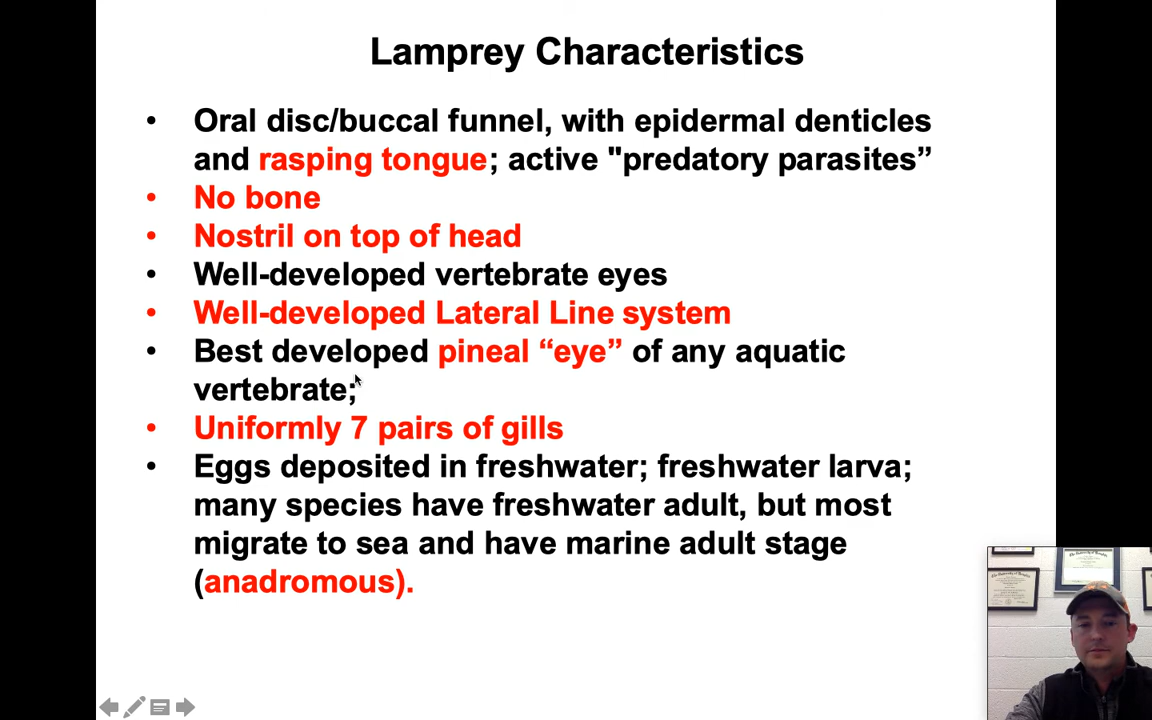 Lamprey Characteristics
• Oral disc/buccal funnel, with epidermal denticles
and rasping tongue; active "predatory parasites”
• No bone
• Nostril on top of head
• Well-developed vertebrate eyes
• Well-developed Lateral Line system
• Best developed pineal “eye” of any aquatic
vertebrate;
• Uniformly 7 pairs of gills
• Eggs deposited in freshwater; freshwater larva;
many species have freshwater adult, but most
migrate to sea and have marine adult stage
(anadromous).